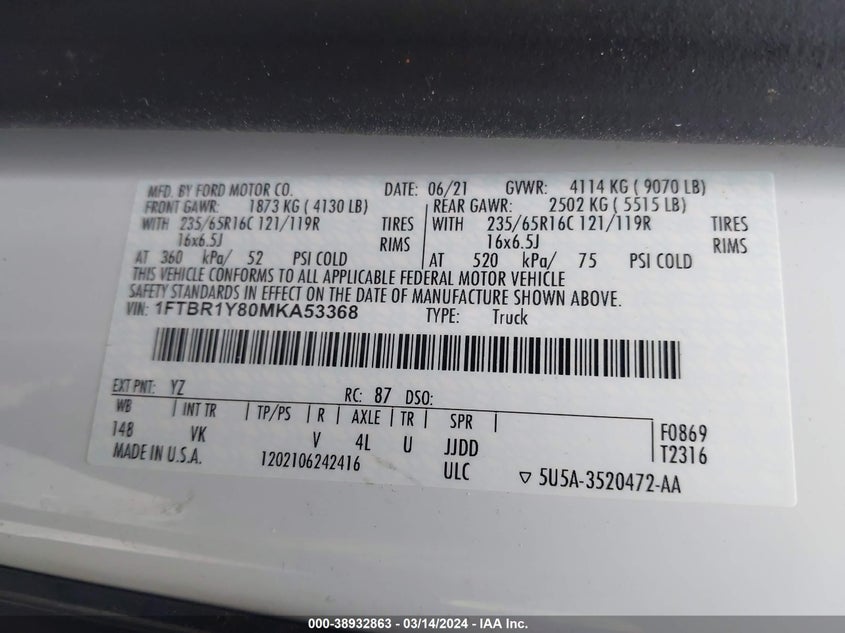 MFD. BY FORD MOTOR CO. DATE: 06/21 GVWR: 4114 KG ( 9070 LB)
FRONT GAWR: 1873 KG ( 4130 LB) REAR GAWR: 2502 KG ( 5515 LB)
WITH 235/65R16C 121/119R TIRES WITH 235/65R16C 121/119R TIRES
16x6.5J RIMS 16x6.5J RIMS
AT 360 kPa/ 52 PSI COLD AT 520 kPa/ 75 PSI COLD
THIS VEHICLE CONFORMS TO ALL APPLICABLE FEDERAL MOTOR VEHICLE
SAFETY STANDARDS IN EFFECT ON THE DATE OF MANUFACTURE SHOWN ABOVE.
VIN: 1FTBR1Y80MKA53368 TYPE: Truck
EXT PNT: YZ RC: 87 DSO:
WB | INT TR | TP/PS | R | AXLE | TR | SPR | F0869
148 VK V 4L U JJDD T2316
MADE IN U.S.A. 1202106242416 ULC ▽ 5U5A-3520472-AA
000-38932863 - 03/14/2024 - IAA Inc.